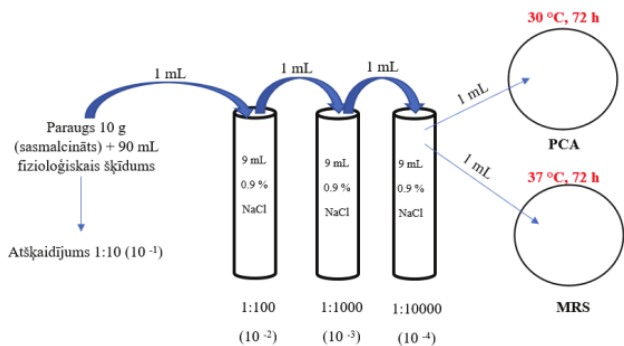 30 °C, 72 h
1 mL
1 mL
1 mL
1 mL
Paraugs 10 g
(sasmalcināts) + 90 mL
fizioloģiskais šķīdums
9 mL
0.9 %
NaCl
9 mL
0.9 %
NaCl
9 mL
0.9 %
NaCl
PCA
1 mL
37 °C, 72 h
Atšķaidījums 1:10 (10 -1)
1:100
(10 -2)
1:1000
(10 -3)
1:10000
(10 -4)
MRS